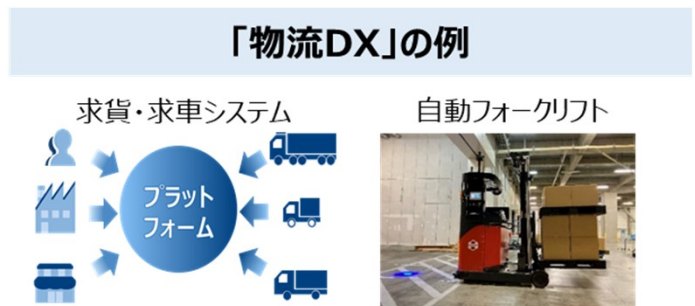 「物流DX」の例
求貨・求車システム
自動フォークリフト
プラット
フォーム